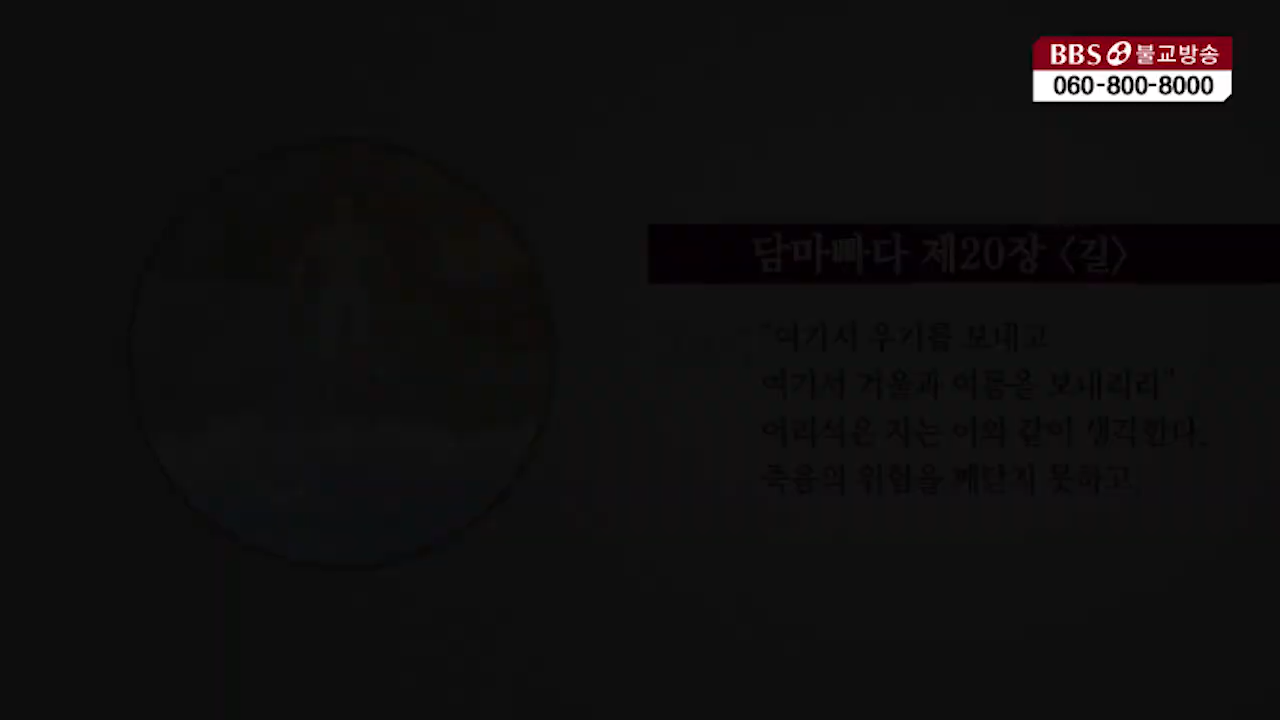 BBS 불교방송
060-800-8000
담마빠다 제20장 〈길〉
"여기서 우기를 보내고
여기서 겨울과 여름을 보내리라"
어리석은 자는 이와 같이 생각한다.
죽음의 위험을 깨닫지 못하고.